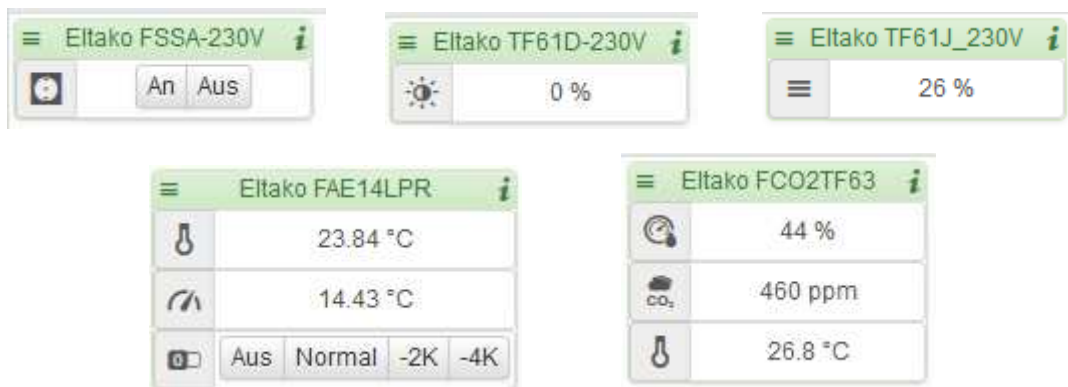 Eltako FSSA-230V i
An Aus
Eltako TF61D-230V i
0 %
Eltako TF61J_230V i
26 %
Eltako FAE14LPR i
23.84 °C
14.43 °C
Aus Normal -2K -4K
Eltako FCO2TF63 i
44 %
CO₂ 460 ppm
26.8 °C